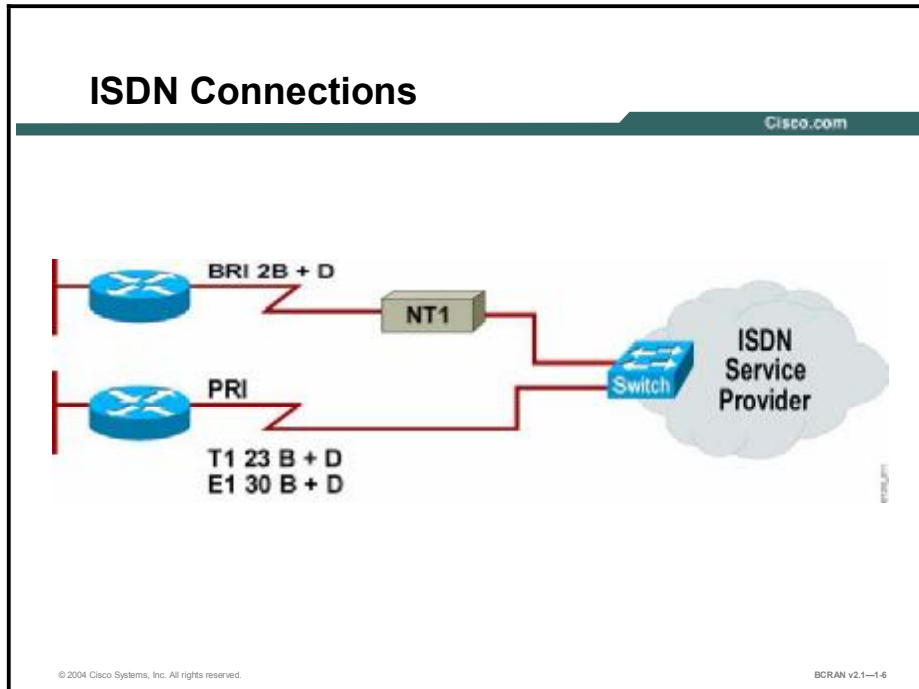 ISDN Connections
Cisco.com
BRI 2B + D
NT1
ISDN
Service
Provider
Switch
PRI
T1 23 B + D
E1 30 B + D
© 2004 Cisco Systems, Inc. All rights reserved.
BCRAN v2.1—1-6